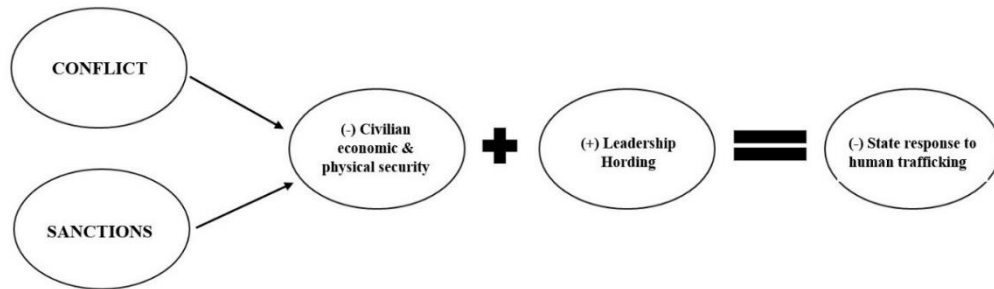 CONFLICT
SANCTIONS
(-) Civilian
economic &
physical security
(+) Leadership
Hording
(-) State response to
human trafficking